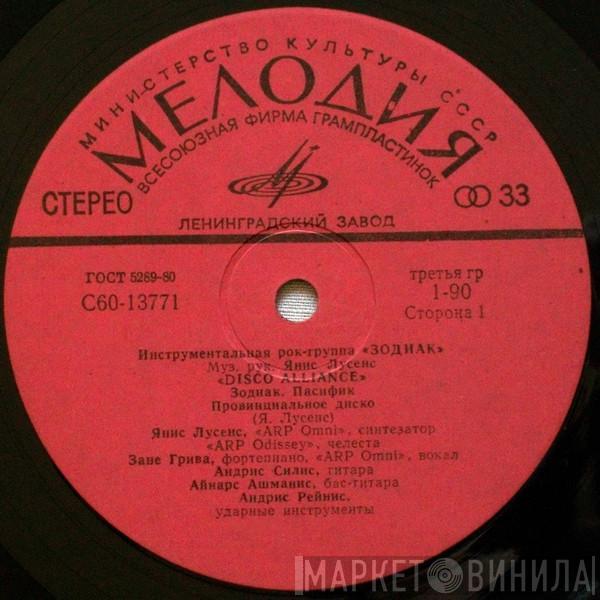 МИНИСТЕРСТВО КУЛЬТУРЫ СССР
МЕЛОДИЯ
ВСЕСОЮЗНАЯ ФИРМА ГРАМПЛАСТИНОК
СТЕРЕО
33
ЛЕНИНГРАДСКИЙ ЗАВОД
ГОСТ 5289-80
третья гр
С60-13771
1-90
Сторона 1
Инструментальная рок-группа «ЗОДИАК»
Муз. рук. Янис Лусенс
«DISCO ALLIANCE»
Зодиак. Пасифик
Провинциальное диско
(Я. Лусенс)
Янис Лусенс, «ARP Omni», синтезатор
«ARP Odissey», челеста
Зане Грива, фортепиано, «ARP Omni», вокал
Андрис Силис, гитара
Айнарс Ашманис, бас-гитара
Андрис Рейнис,
ударные инструменты
МАРКЕТ ВИНИЛА